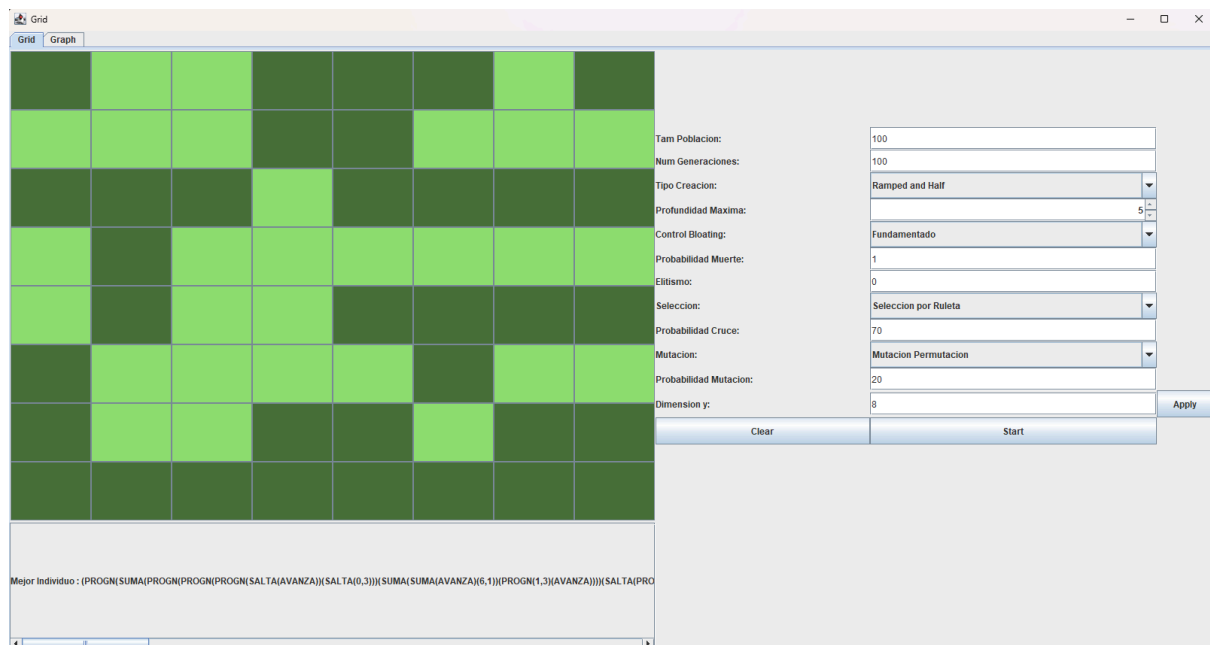 Grid
Grid Graph
Tam Poblacion: 100
Num Generaciones: 100
Tipo Creacion: Ramped and Half
Profundidad Maxima: 5
Control Bloating: Fundamentado
Probabilidad Muerte: 1
Elitismo: 0
Seleccion: Seleccion por Ruleta
Probabilidad Cruce: 70
Mutacion: Mutacion Permutacion
Probabilidad Mutacion: 20
Dimension y: 8 Apply
Clear Start
Mejor Individuo : (PROGN(SUMA(PROGN(PROGN(PROGN(PROGN(SALTA(AVANZA))(SALTA(0,3)))(SUMA(SUMA(AVANZA)(6,1))(PROGN(1,3)(AVANZA))))(SALTA(PRO